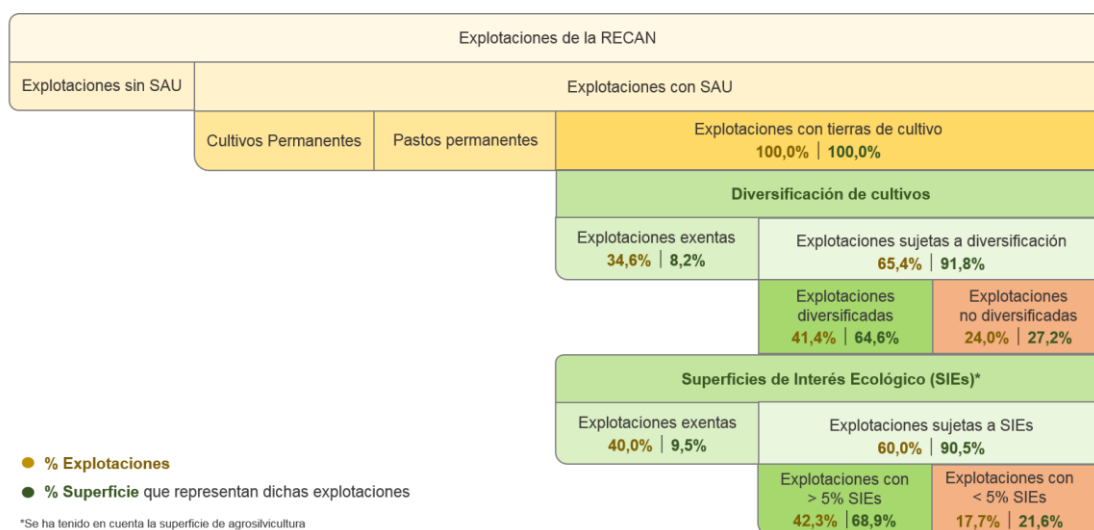 Explotaciones de la RECAN
Explotaciones sin SAU
Explotaciones con SAU
Cultivos Permanentes
Pastos permanentes
Explotaciones con tierras de cultivo
100,0% | 100,0%
Diversificación de cultivos
Explotaciones exentas
34,6% | 8,2%
Explotaciones sujetas a diversificación
65,4% | 91,8%
Explotaciones
diversificadas
41,4% | 64,6%
Explotaciones
no diversificadas
24,0% | 27,2%
Superficies de Interés Ecológico (SIEs)*
Explotaciones exentas
40,0% | 9,5%
Explotaciones sujetas a SIEs
60,0% | 90,5%
Explotaciones con
> 5% SIEs
42,3% | 68,9%
Explotaciones con
< 5% SIEs
17,7% | 21,6%
% Explotaciones
% Superficie que representan dichas explotaciones
*Se ha tenido en cuenta la superficie de agrosilvicultura